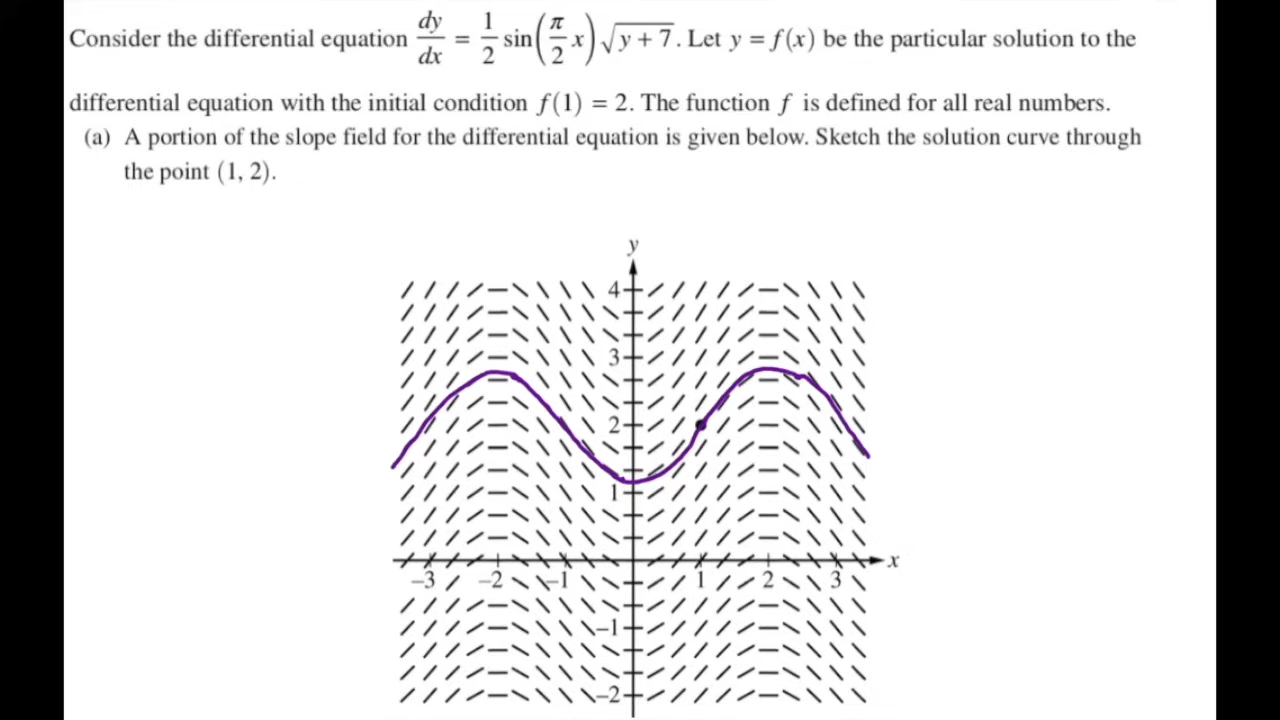 Consider the differential equation dy/dx = 1/2 sin(π/2 x) √(y + 7). Let y = f(x) be the particular solution to the
differential equation with the initial condition f(1) = 2. The function f is defined for all real numbers.
(a) A portion of the slope field for the differential equation is given below. Sketch the solution curve through
the point (1, 2).
y
4
3
2
1
x
−3 −2 −1 1 2 3
−1
−2